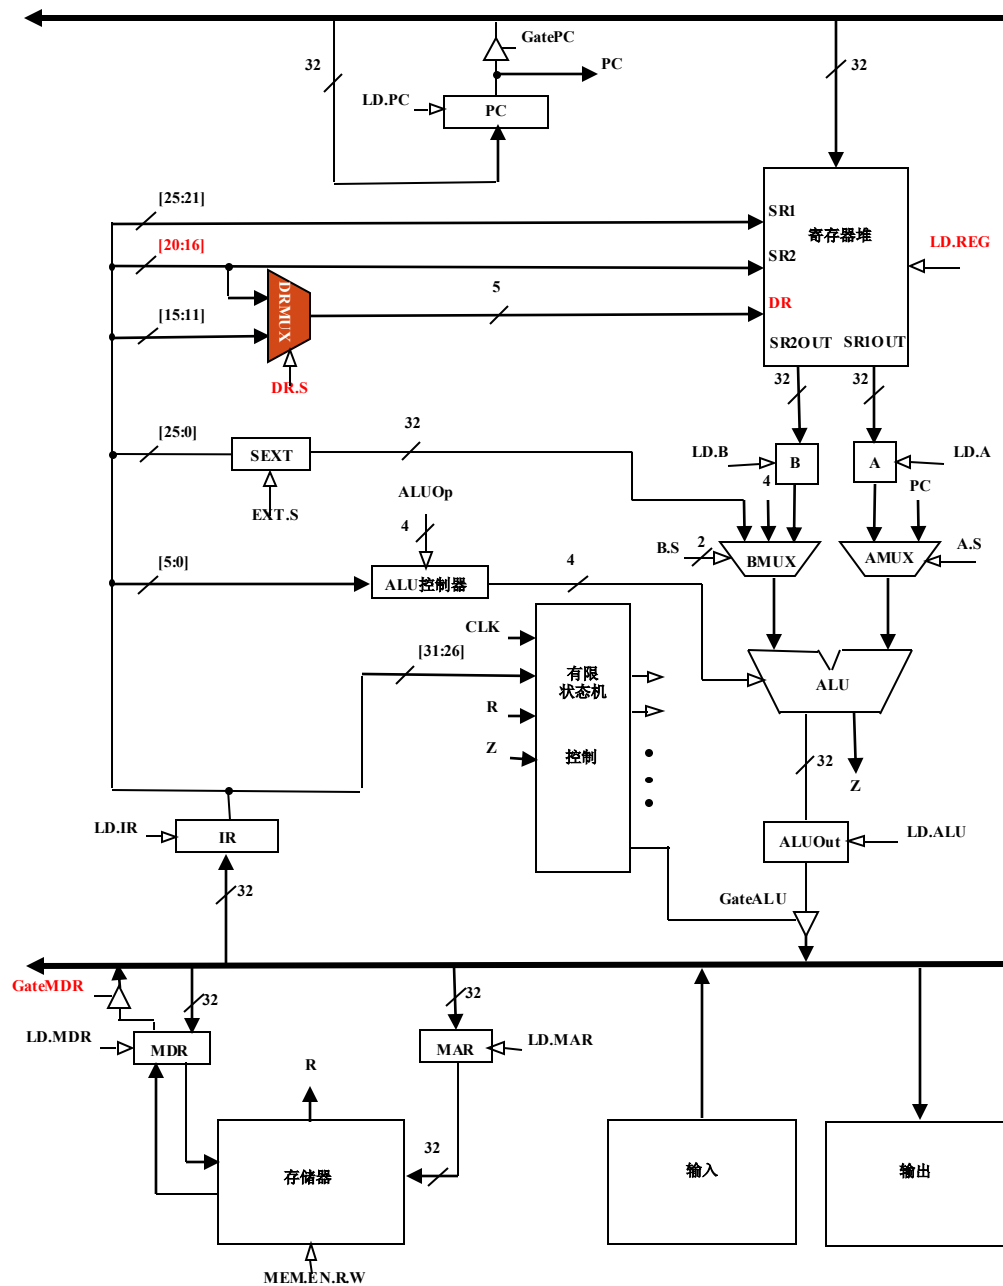 GatePC
32
PC
32
LD.PC
PC
[25:21]
SR1
寄存器堆
[20:16]
SR2
LD.REG
DRMUX
5
DR
[15:11]
SR2OUT SR1OUT
DR.S
32
32
[25:0]
32
SEXT
LD.B
B
A
LD.A
ALUOp
4
PC
EXT.S
4
B.S
2
BMUX
AMUX
A.S
[5:0]
ALU控制器
4
CLK
[31:26]
有限
状态机
ALU
R
Z
控制
32
Z
LD.IR
IR
ALUOut
LD.ALU
32
GateALU
GateMDR
32
32
LD.MDR
MDR
MAR
LD.MAR
R
32
存储器
输入
输出
MEM.EN.R.W